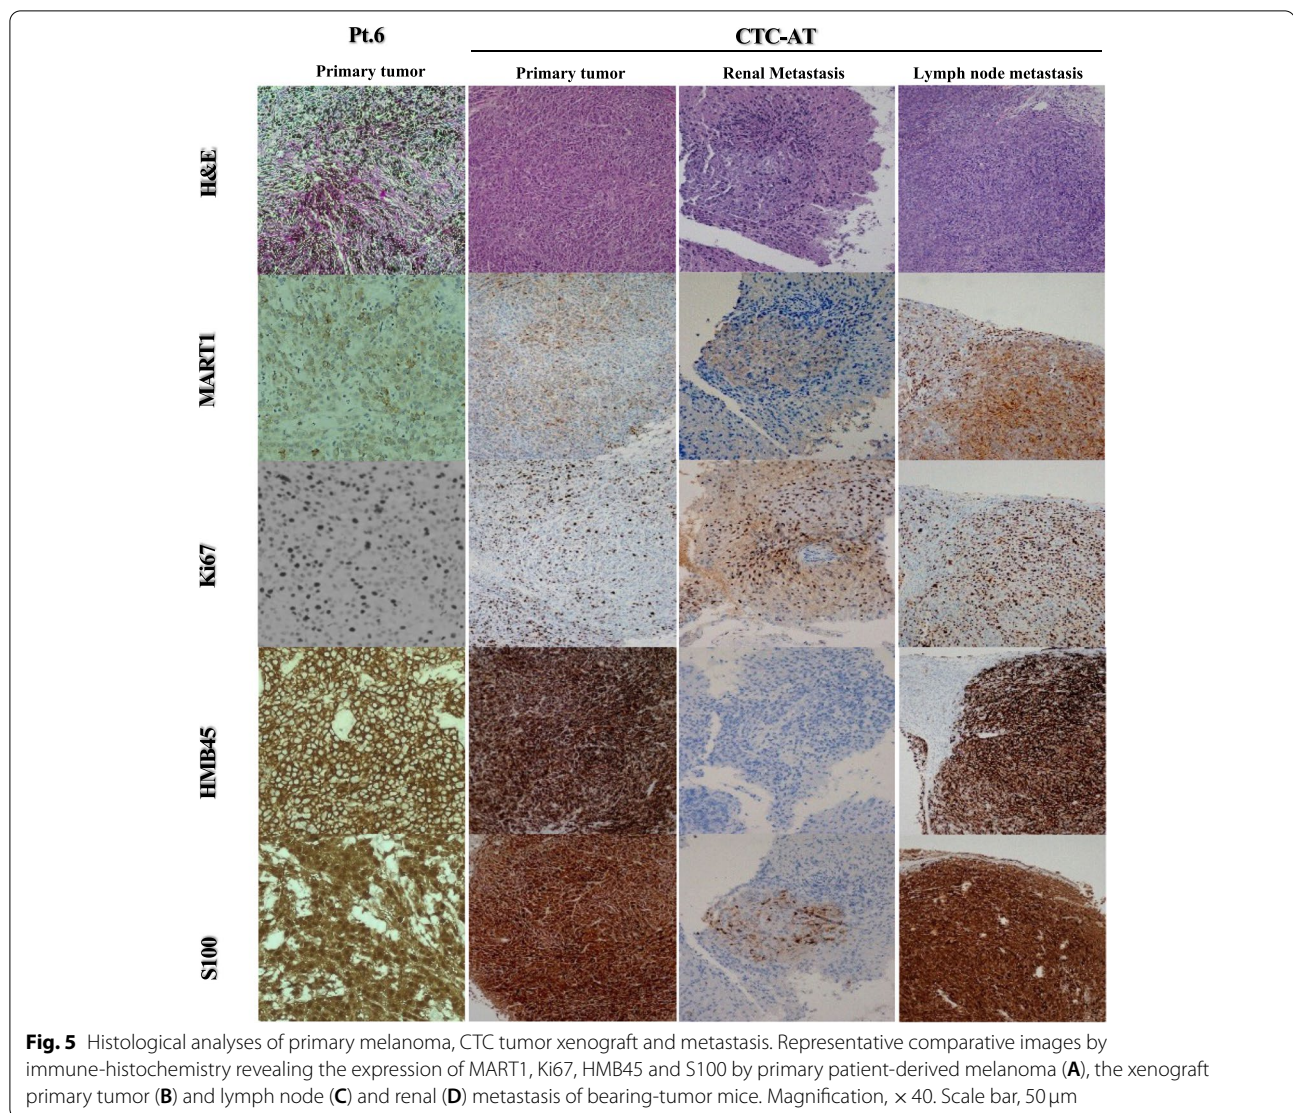 Pt.6
CTC-AT
Primary tumor
Primary tumor
Renal Metastasis
Lymph node metastasis
H&E
MART1
Ki67
HMB45
S100
Fig. 5 Histological analyses of primary melanoma, CTC tumor xenograft and metastasis. Representative comparative images by
immune-histochemistry revealing the expression of MART1, Ki67, HMB45 and S100 by primary patient-derived melanoma (A), the xenograft
primary tumor (B) and lymph node (C) and renal (D) metastasis of bearing-tumor mice. Magnification, × 40. Scale bar, 50 μm